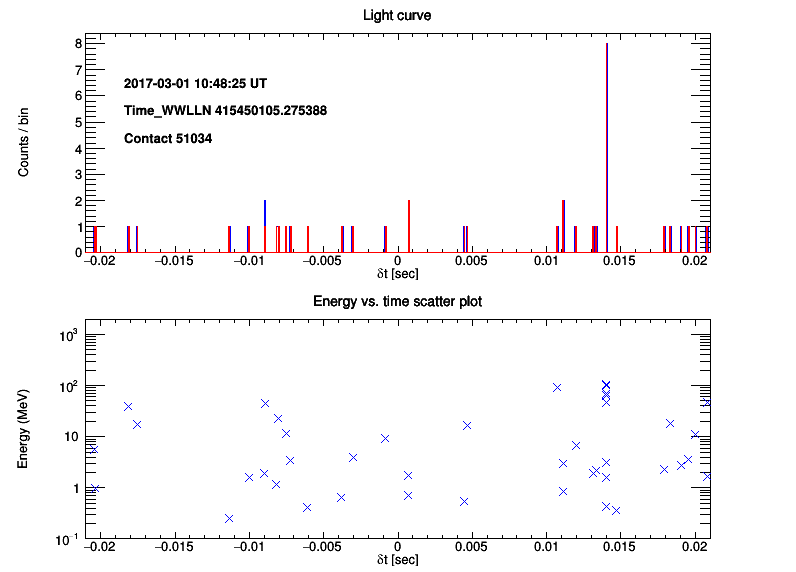 Light curve
Counts / bin
8
7
6
5
4
3
2
1
0
2017-03-01 10:48:25 UT
Time_WWLLN 415450105.275388
Contact 51034
−0.02 −0.015 −0.01 −0.005 0 0.005 0.01 0.015 0.02
δt [sec]
Energy vs. time scatter plot
Energy (MeV)
10³
10²
10
1
10⁻¹
−0.02 −0.015 −0.01 −0.005 0 0.005 0.01 0.015 0.02
δt [sec]